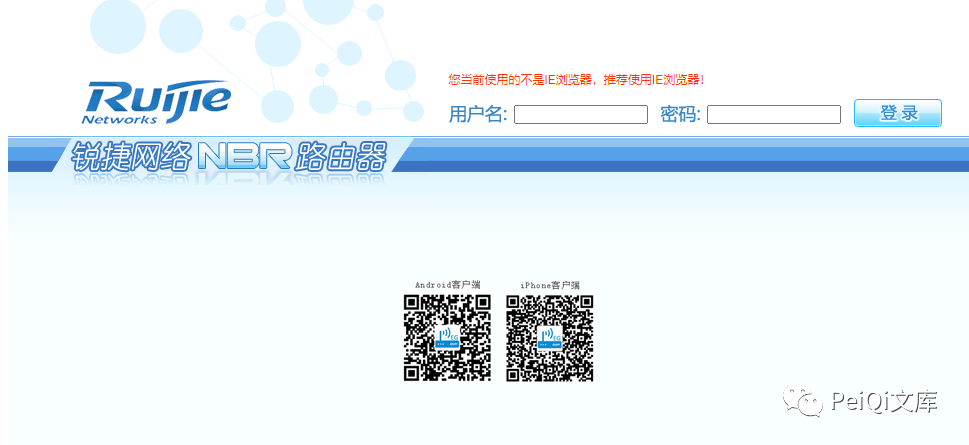 您当前使用的不是IE浏览器，推荐使用IE浏览器！
RUIJIE
Networks
用户名: 密码: 登录
锐捷网络NBR路由器
Android客户端 iPhone客户端
EG EG
PeiQi文库